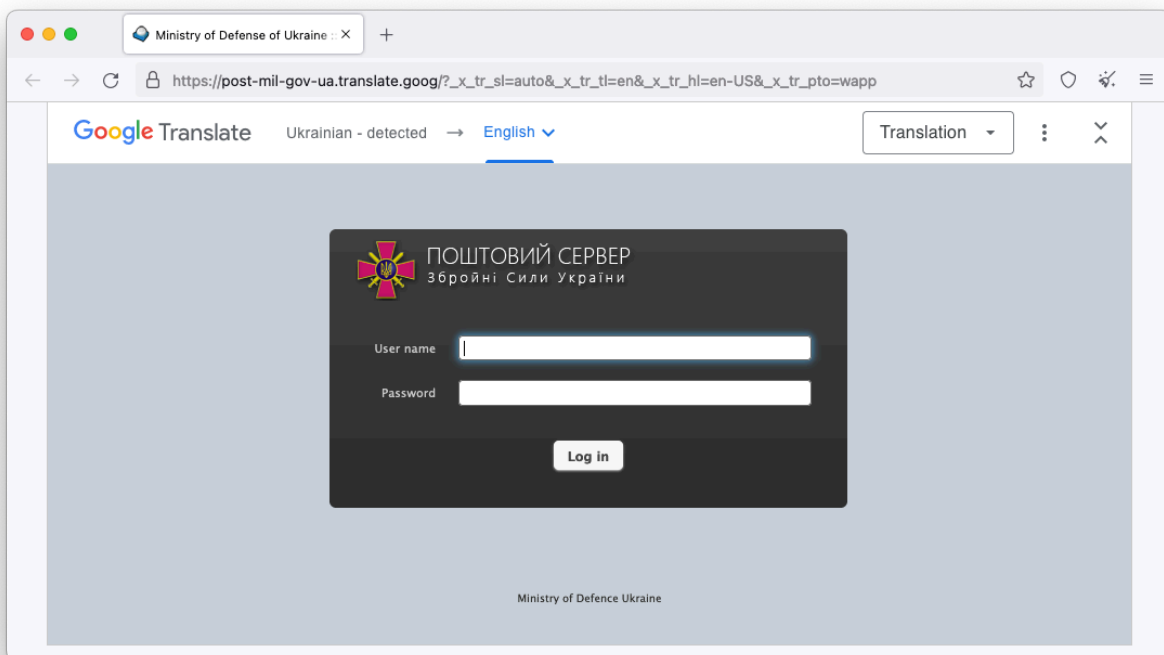 Ministry of Defense of Ukraine ::
https://post-mil-gov-ua.translate.goog/?_x_tr_sl=auto&_x_tr_tl=en&_x_tr_hl=en-US&_x_tr_pto=wapp
Google Translate Ukrainian - detected → English Translation
ПОШТОВИЙ СЕРВЕР
Збройні Сили України
User name
Password
Log in
Ministry of Defence Ukraine